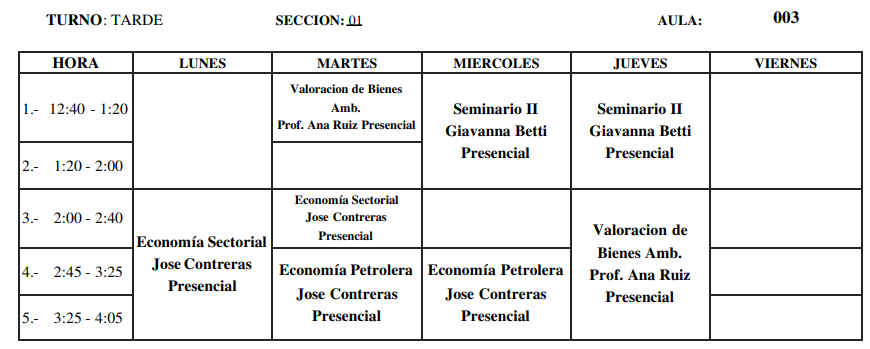 TURNO: TARDE SECCION: 01 AULA: 003
HORA LUNES MARTES MIERCOLES JUEVES VIERNES
1.- 12:40 - 1:20
Valoracion de Bienes
Amb.
Prof. Ana Ruiz Presencial
Seminario II
Giavanna Betti
Presencial
Seminario II
Giavanna Betti
Presencial
2.- 1:20 - 2:00
3.- 2:00 - 2:40
Economía Sectorial
Jose Contreras
Presencial
Economía Sectorial
Jose Contreras
Presencial
Valoracion de
Bienes Amb.
Prof. Ana Ruiz
Presencial
4.- 2:45 - 3:25
Economía Petrolera
Jose Contreras
Presencial
Economía Petrolera
Jose Contreras
Presencial
5.- 3:25 - 4:05